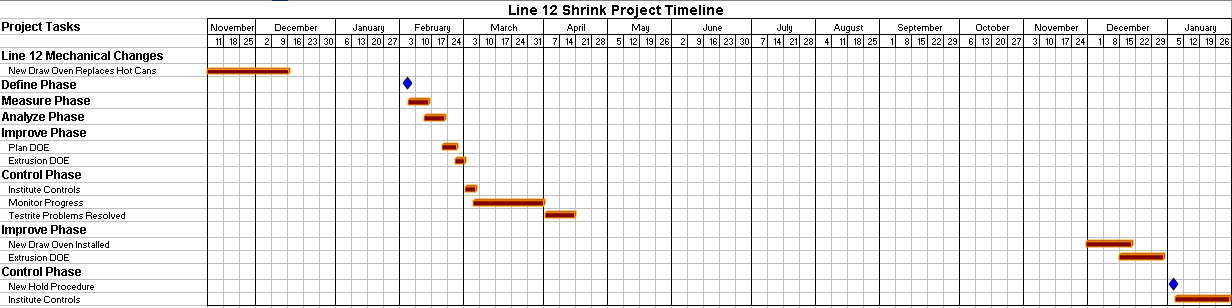 Line 12 Shrink Project Timeline
Project Tasks November December January February March April May June July August September October November December January
11 18 25 2 9 16 23 30 6 13 20 27 3 10 17 24 3 10 17 24 31 7 14 21 28 5 12 19 26 2 9 16 23 30 7 14 21 28 4 11 18 25 1 8 15 22 29 6 13 20 27 3 10 17 24 1 8 15 22 29 5 12 19 26
Line 12 Mechanical Changes
New Draw Oven Replaces Hot Cans
Define Phase
Measure Phase
Analyze Phase
Improve Phase
Plan DOE
Extrusion DOE
Control Phase
Institute Controls
Monitor Progress
Testrite Problems Resolved
Improve Phase
New Draw Oven Installed
Extrusion DOE
Control Phase
New Hold Procedure
Institute Controls